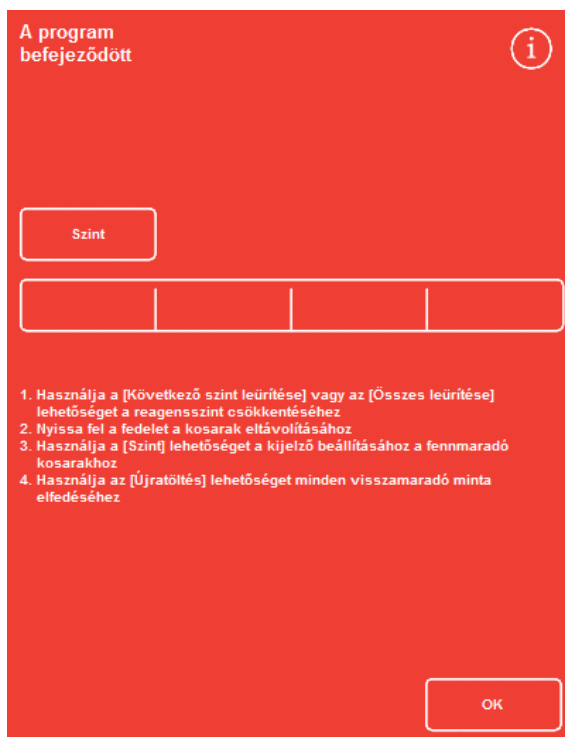 A program
befejeződött
i
Szint
1. Használja a [Következő szint leürítése] vagy az [Összes leürítése]
lehetőséget a reagensszint csökkentéséhez
2. Nyissa fel a fedelet a kosarak eltávolításához
3. Használja a [Szint] lehetőséget a kijelző beállításához a fennmaradó
kosarakhoz
4. Használja az [Újratöltés] lehetőséget minden visszamaradó minta
elfedéséhez
OK